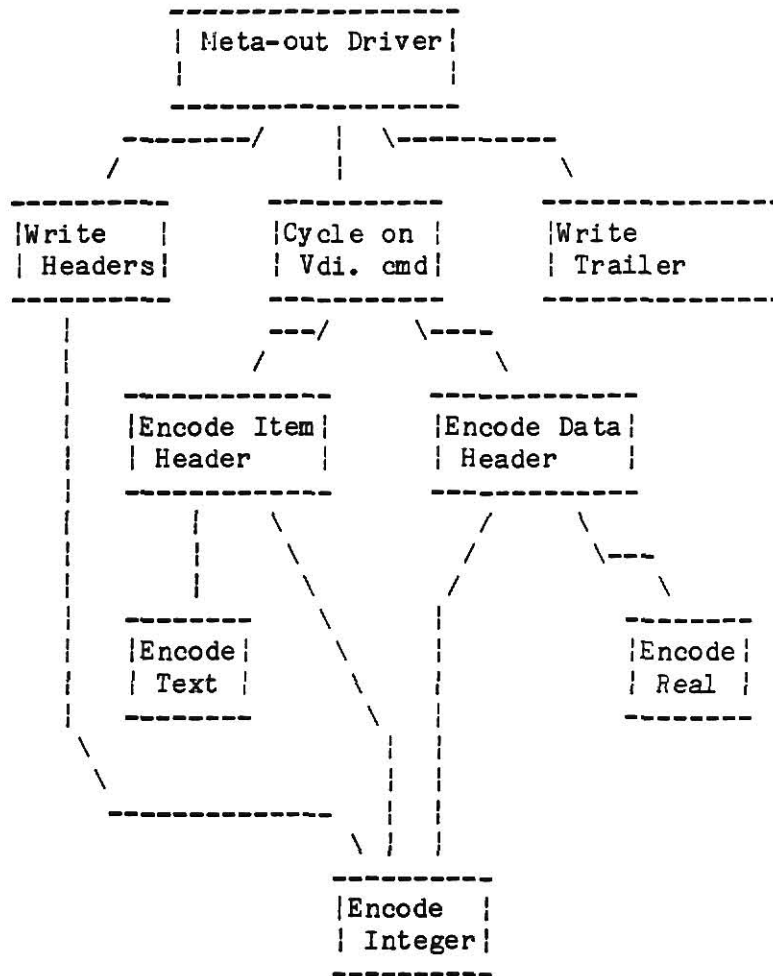 Meta-out Driver
Write Cycle on Write
Headers Vdi. cmd Trailer
Encode Item Encode Data
Header Header
Encode Encode
Text Real
Encode
Integer